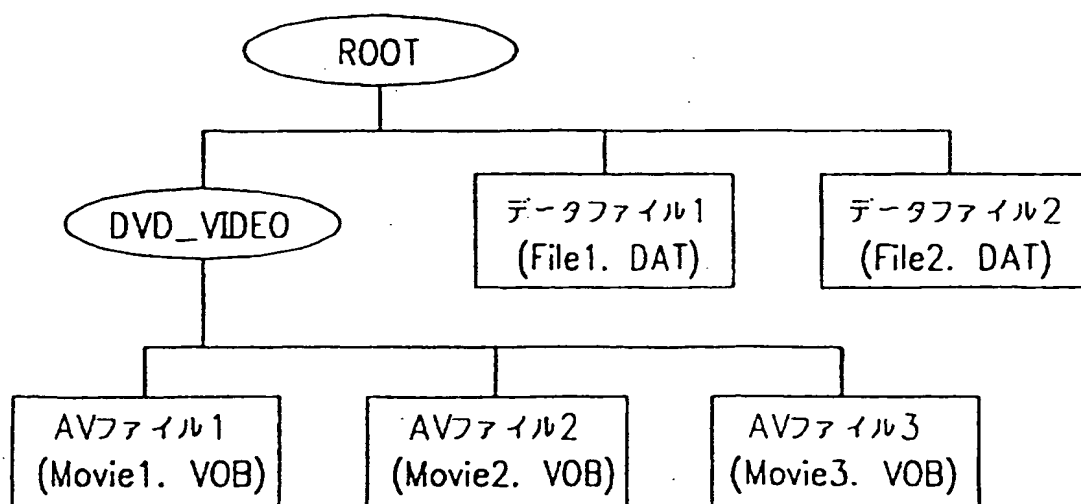 ROOT
DVD_VIDEO
データファイル1
(File1. DAT)
データファイル2
(File2. DAT)
AVファイル1
(Movie1. VOB)
AVファイル2
(Movie2. VOB)
AVファイル3
(Movie3. VOB)